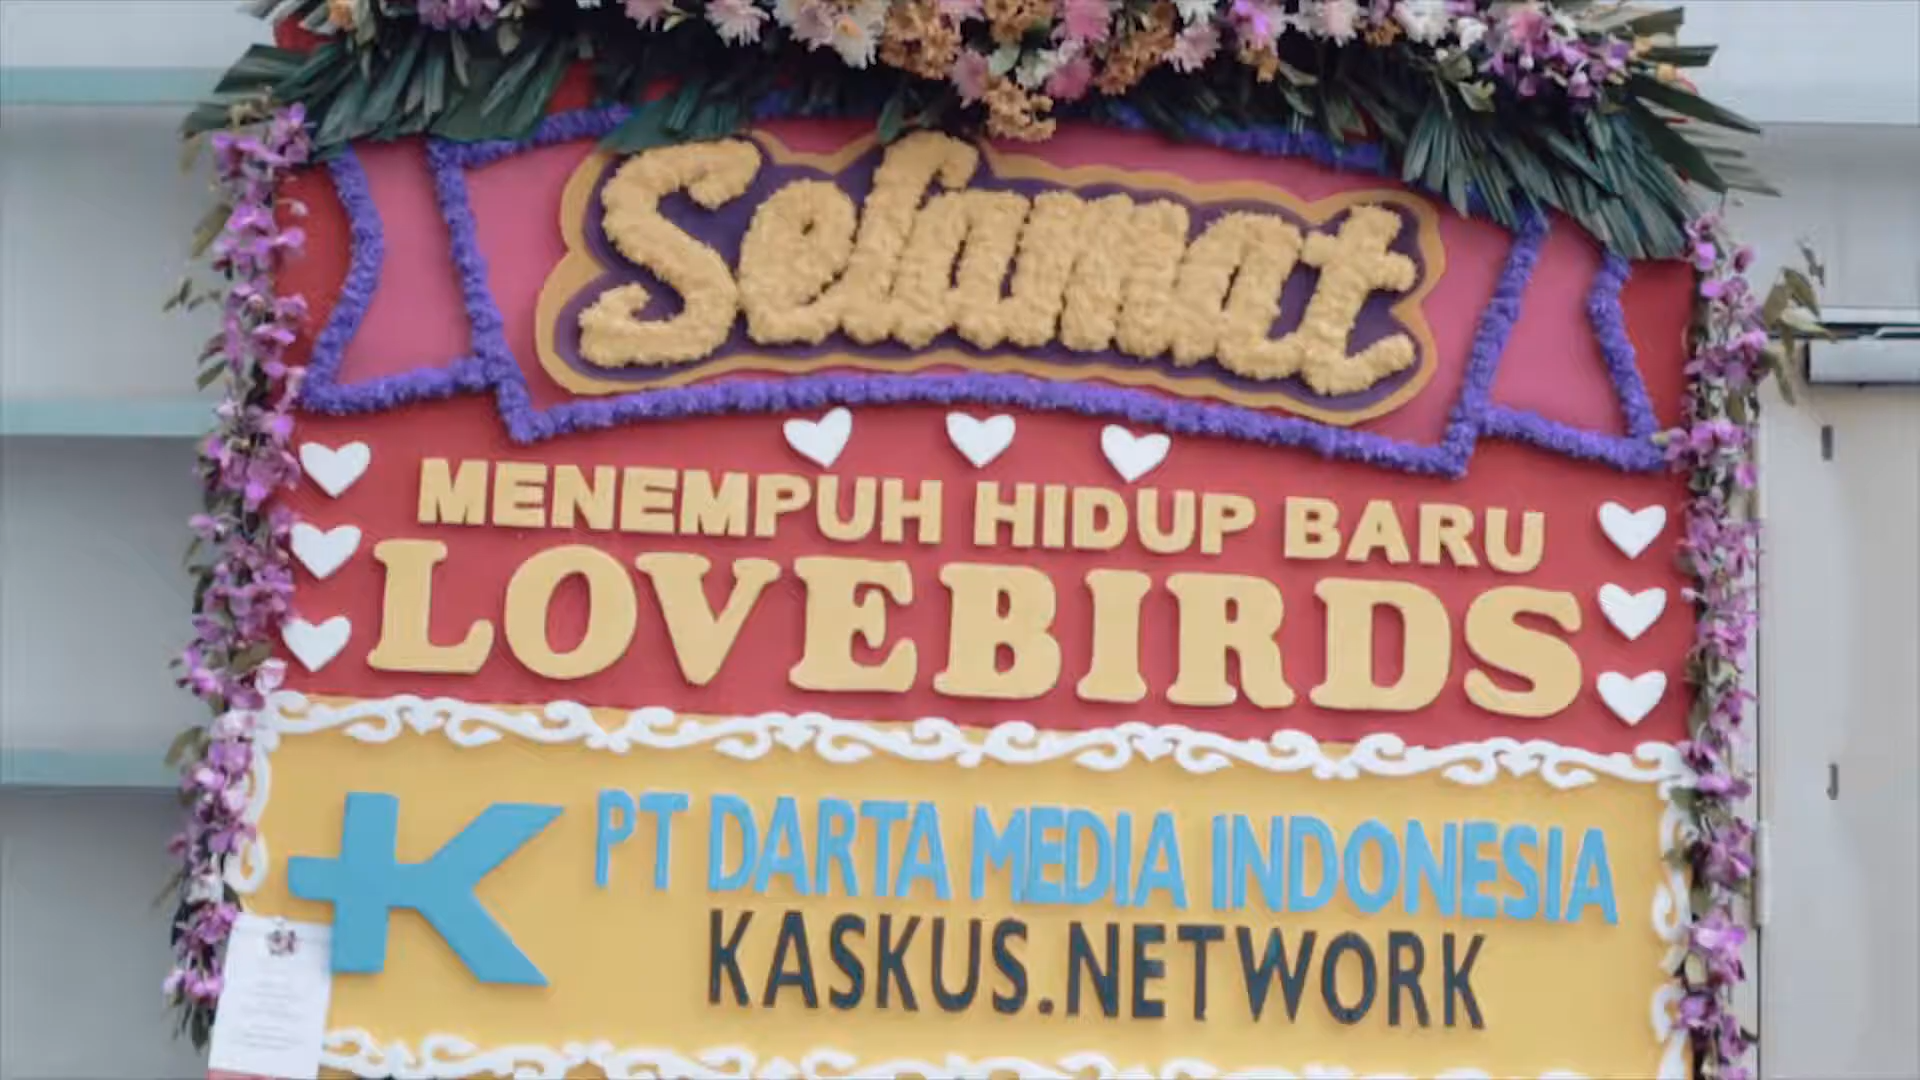 Selamat
MENEMPUH HIDUP BARU
LOVEBIRDS
PT DARTA MEDIA INDONESIA
KASKUS.NETWORK